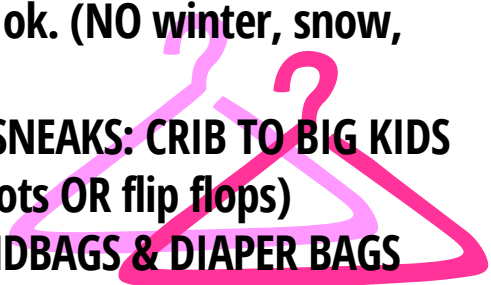 ok. (NO winter, snow,
SNEAKS: CRIB TO BIG KIDS
ots OR flip flops)
DBAGS & DIAPER BAGS